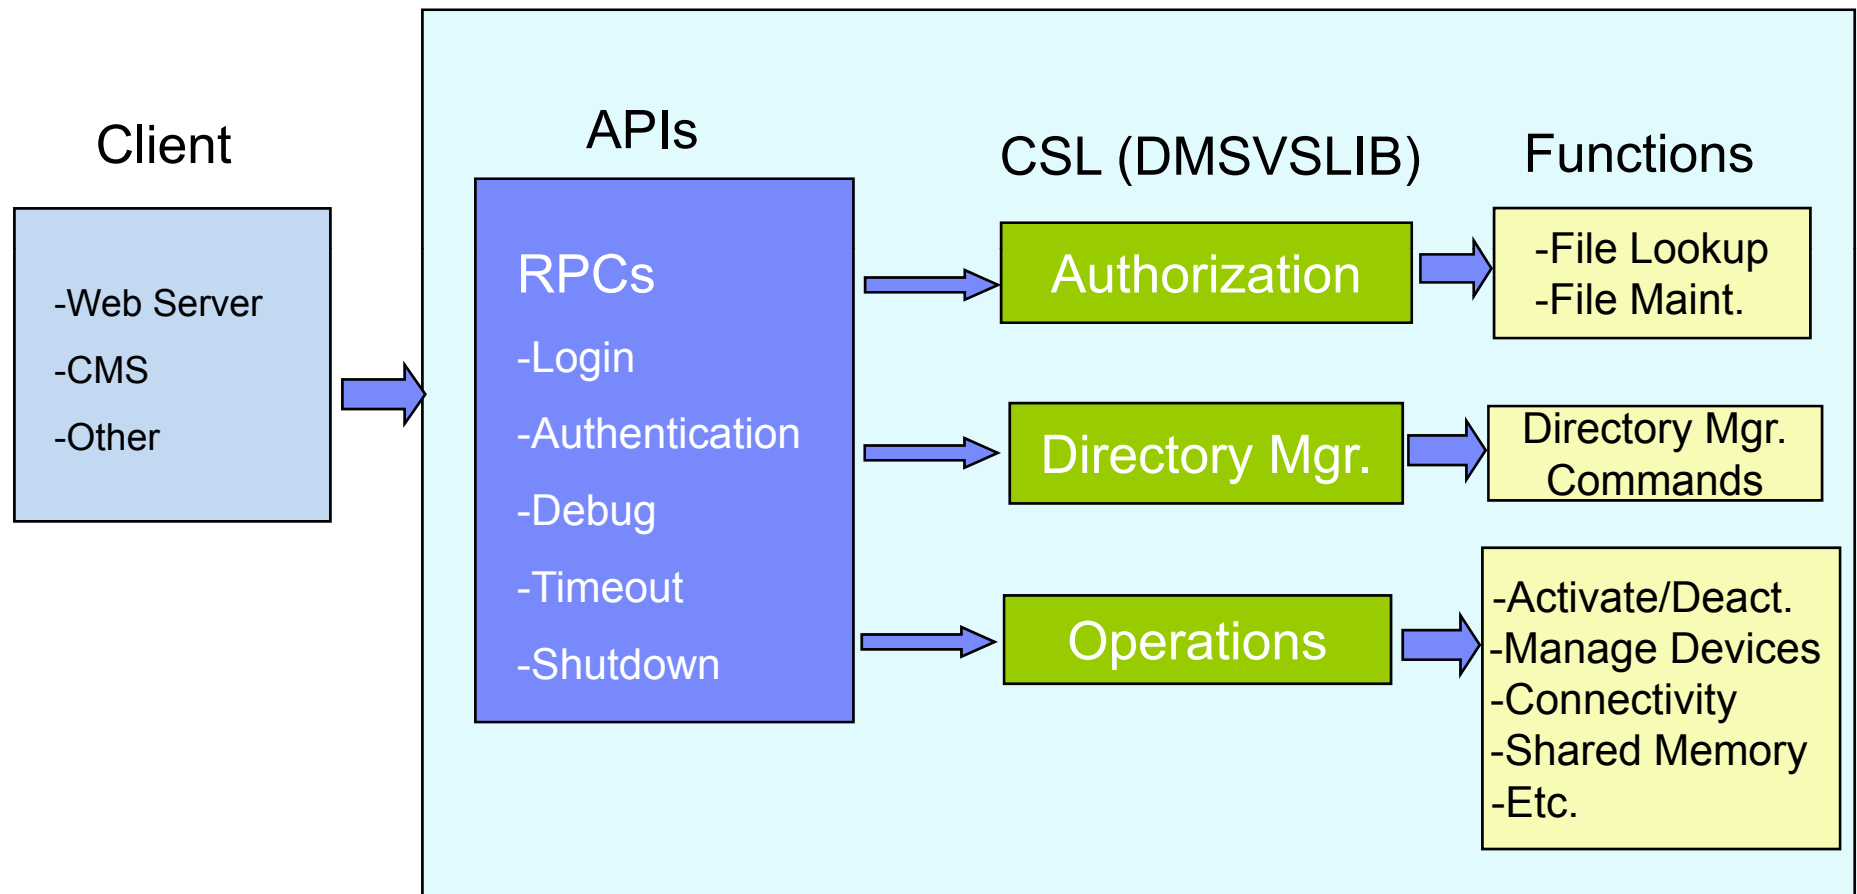 Client
-Web Server
-CMS
-Other
APIs
RPCs
-Login
-Authentication
-Debug
-Timeout
-Shutdown
CSL (DMSVSLIB)
Authorization
Directory Mgr.
Operations
Functions
-File Lookup
-File Maint.
Directory Mgr.
Commands
-Activate/Deact.
-Manage Devices
-Connectivity
-Shared Memory
-Etc.